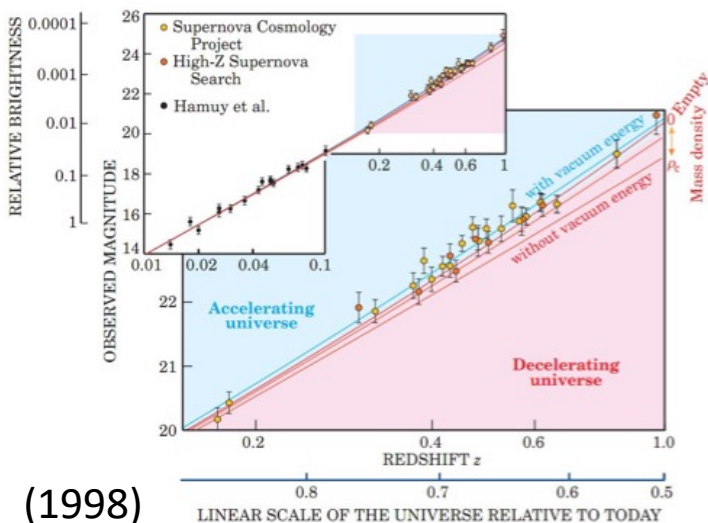 0.0001
0.001
0.01
0.1
1
RELATIVE BRIGHTNESS
26
24
22
20
18
16
14
OBSERVED MAGNITUDE
Supernova Cosmology
Project
High-Z Supernova
Search
Hamuy et al.
0.01
0.02
0.04
0.1
0.2
0.4
0.6
1
22
21
20
Accelerating
universe
with vacuum energy
without vacuum energy
Empty
0
ρc
Mass density
Decelerating
universe
0.2
0.4
0.6
1.0
REDSHIFT z
0.8
0.7
0.6
0.5
(1998)
LINEAR SCALE OF THE UNIVERSE RELATIVE TO TODAY